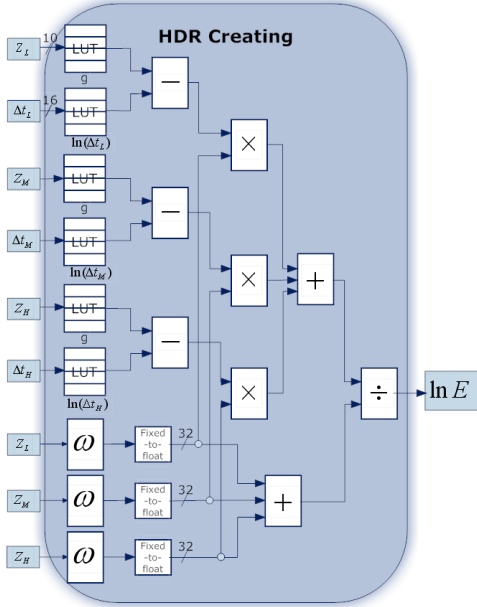 HDR Creating
Z_L
10
LUT
g
Δt_L
16
LUT
ln(Δt_L)
−
×
Z_M
LUT
g
Δt_M
LUT
ln(Δt_M)
−
×
+
Z_H
LUT
g
Δt_H
LUT
ln(Δt_H)
−
×
÷
ln E
Z_L
ω
Fixed
-to-
float
32
Z_M
ω
Fixed
-to-
float
32
+
Z_H
ω
Fixed
-to-
float
32